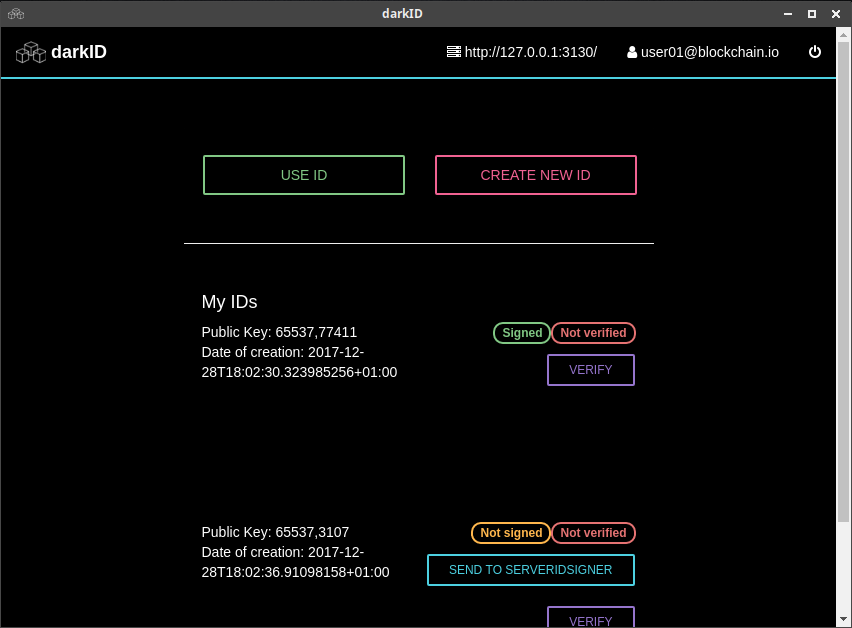 darkID
darkID http://127.0.0.1:3130/ user01@blockchain.io
USE ID CREATE NEW ID
My IDs
Public Key: 65537,77411 Signed Not verified
Date of creation: 2017-12-
28T18:02:30.323985256+01:00 VERIFY
Public Key: 65537,3107 Not signed Not verified
Date of creation: 2017-12-
28T18:02:36.91098158+01:00 SEND TO SERVERIDSIGNER
VERIFY